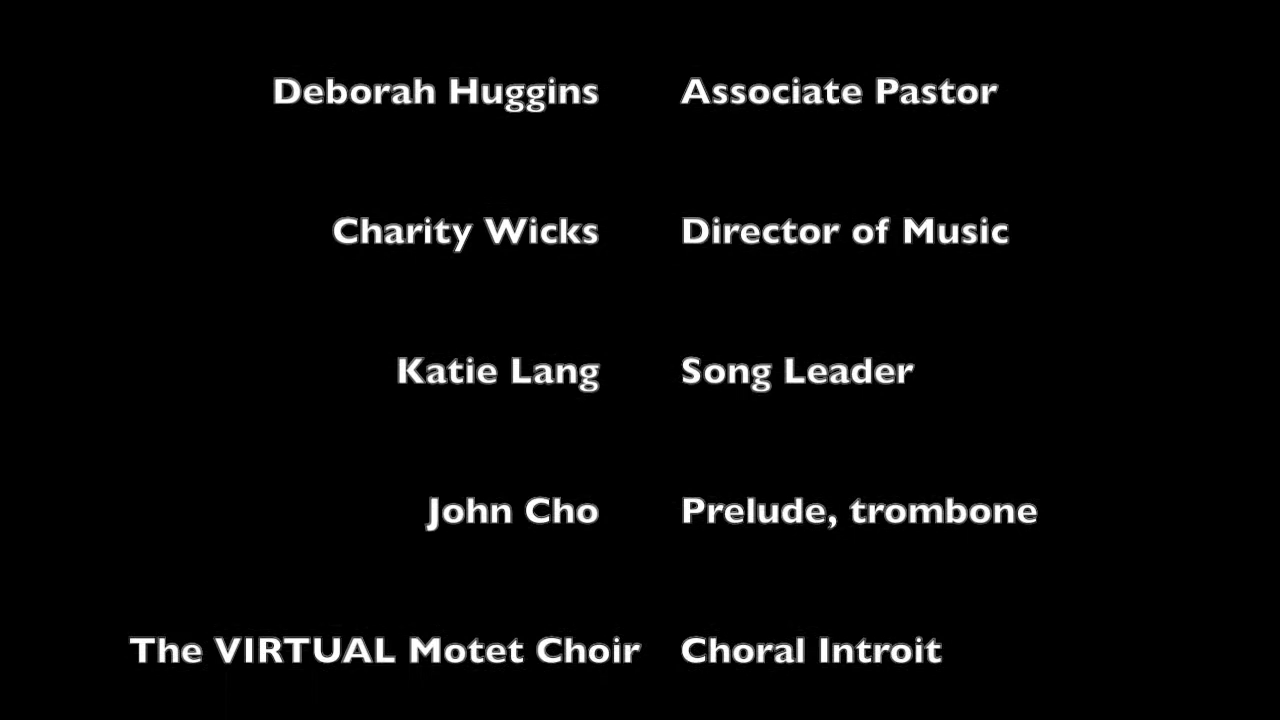 Deborah Huggins Associate Pastor
Charity Wicks Director of Music
Katie Lang Song Leader
John Cho Prelude, trombone
The VIRTUAL Motet Choir Choral Introit